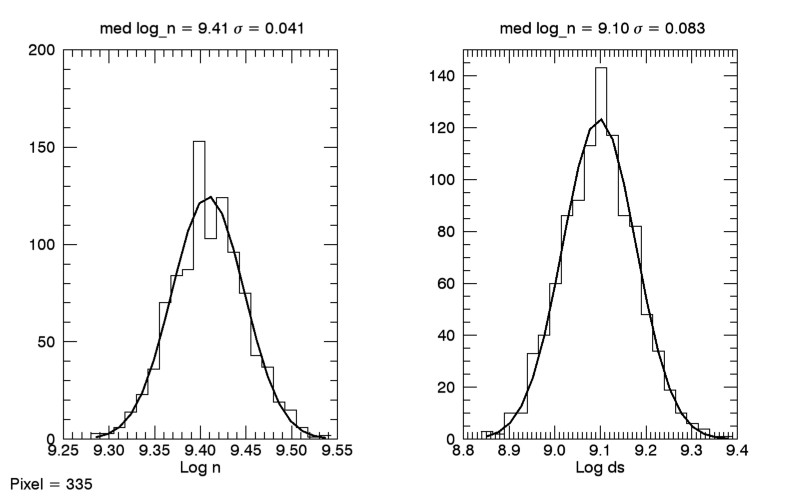 med log_n = 9.41 σ = 0.041
med log_n = 9.10 σ = 0.083
200
150
100
50
0
9.25 9.30 9.35 9.40 9.45 9.50 9.55
Log n
140
120
100
80
60
40
20
0
8.8 8.9 9.0 9.1 9.2 9.3 9.4
Log ds
Pixel = 335